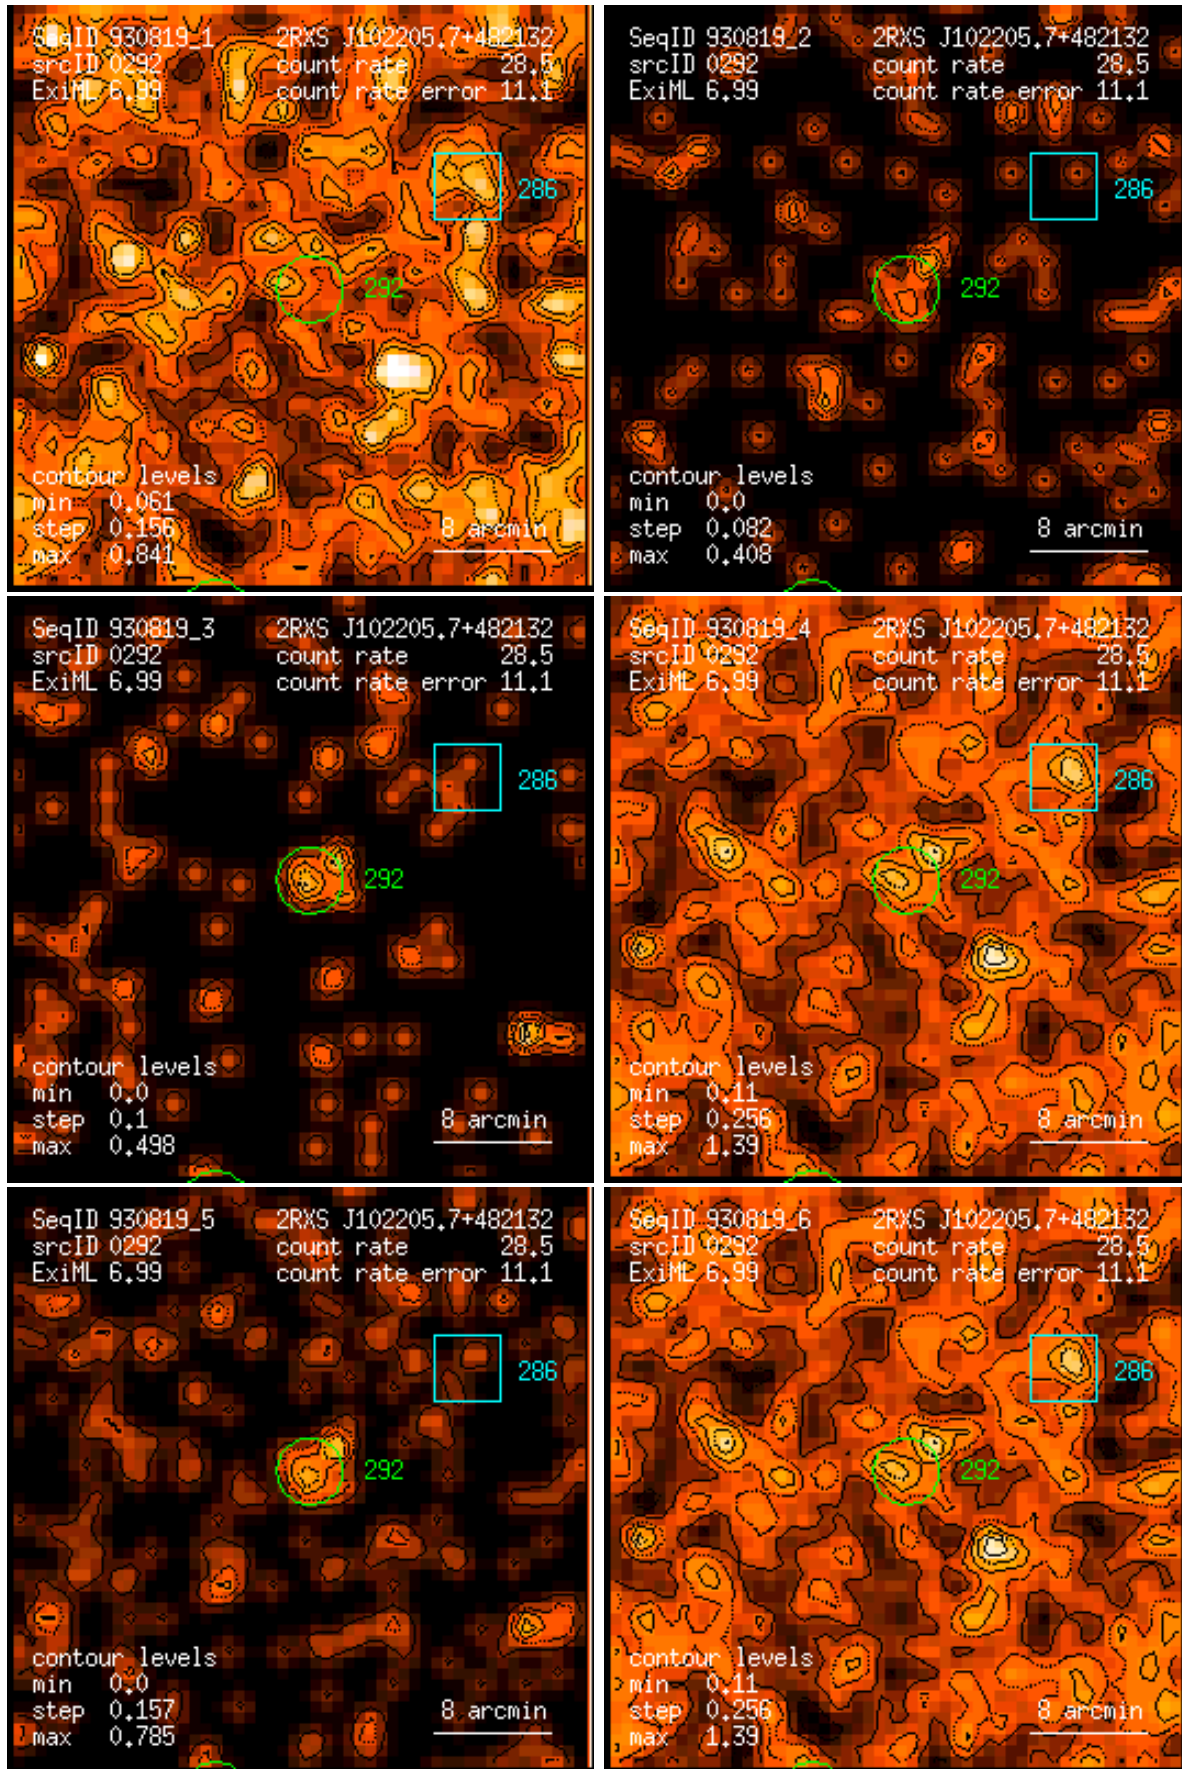 SeqID 930819_1 2RXS J102205.7+482132
srcID 0292 count rate 28.5
ExiML 6.99 count rate error 11.1
286
292
contour levels
min 0.061
step 0.156 8 arcmin
max 0.841
SeqID 930819_2 2RXS J102205.7+482132
srcID 0292 count rate 28.5
ExiML 6.99 count rate error 11.1
286
292
contour levels
min 0.0
step 0.082 8 arcmin
max 0.408
SeqID 930819_3 2RXS J102205.7+482132
srcID 0292 count rate 28.5
ExiML 6.99 count rate error 11.1
286
292
contour levels
min 0.0
step 0.1 8 arcmin
max 0.498
SeqID 930819_4 2RXS J102205.7+482132
srcID 0292 count rate 28.5
ExiML 6.99 count rate error 11.1
286
292
contour levels
min 0.11
step 0.256 8 arcmin
max 1.39
SeqID 930819_5 2RXS J102205.7+482132
srcID 0292 count rate 28.5
ExiML 6.99 count rate error 11.1
286
292
contour levels
min 0.0
step 0.157 8 arcmin
max 0.785
SeqID 930819_6 2RXS J102205.7+482132
srcID 0292 count rate 28.5
ExiML 6.99 count rate error 11.1
286
292
contour levels
min 0.11
step 0.256 8 arcmin
max 1.39